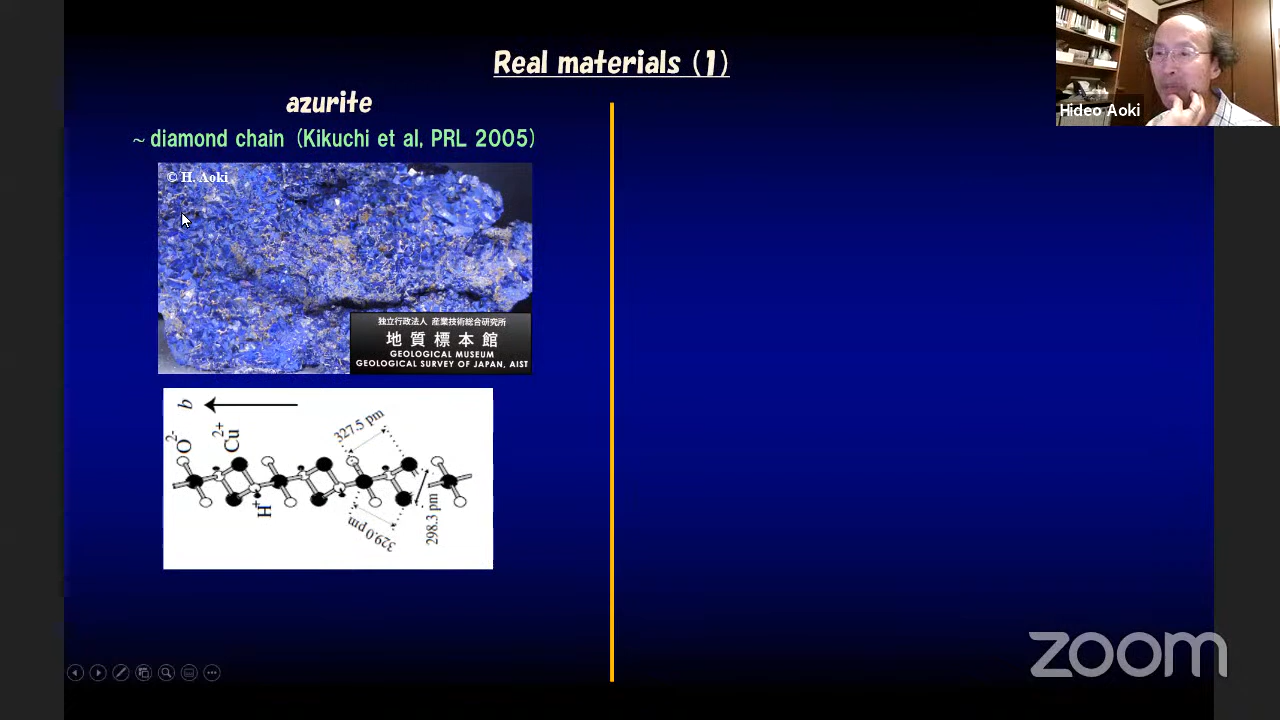 Real materials (1)
Hideo Aoki
azurite
~ diamond chain (Kikuchi et al, PRL 2005)
© H. Aoki
独立行政法人 産業技術総合研究所
地質標本館
GEOLOGICAL MUSEUM
GEOLOGICAL SURVEY OF JAPAN, AIST
b
O2-
Cu2+
327.5 pm
H+
329.0 pm
298.3 pm
zoom